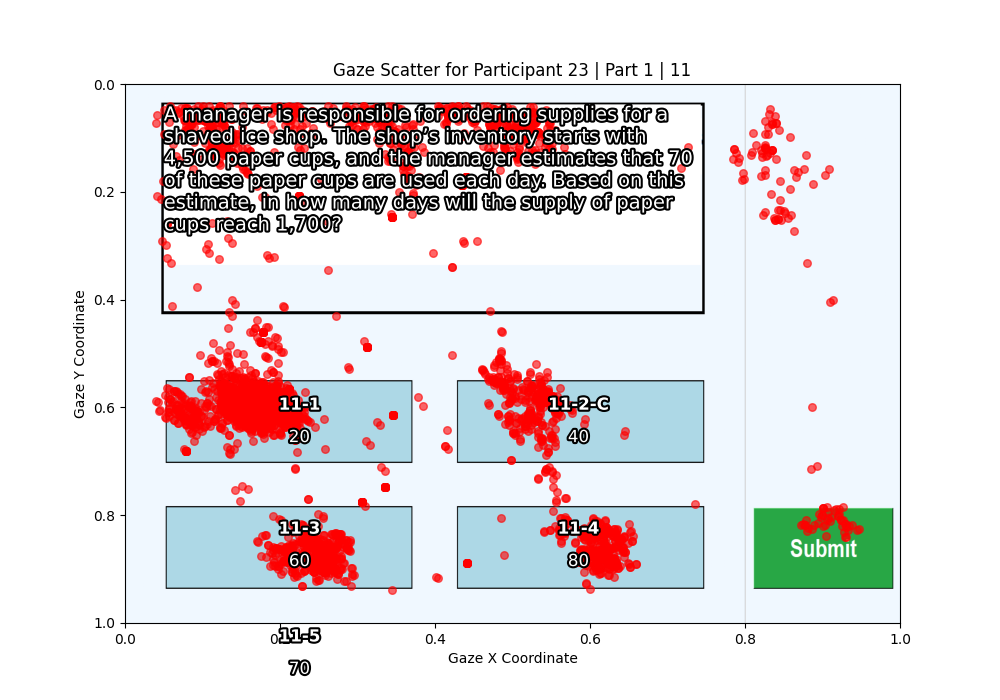 Gaze Scatter for Participant 23 | Part 1 | 11
A manager is responsible for ordering supplies for a
shaved ice shop. The shop's inventory starts with
4,500 paper cups, and the manager estimates that 70
of these paper cups are used each day. Based on this
estimate, in how many days will the supply of paper
cups reach 1,700?
11-1
20
11-2-C
40
11-3
60
11-4
80
11-5
70
Submit
Gaze Y Coordinate
0.0
0.2
0.4
0.6
0.8
1.0
0.0
0.2
0.4
0.6
0.8
1.0
Gaze X Coordinate